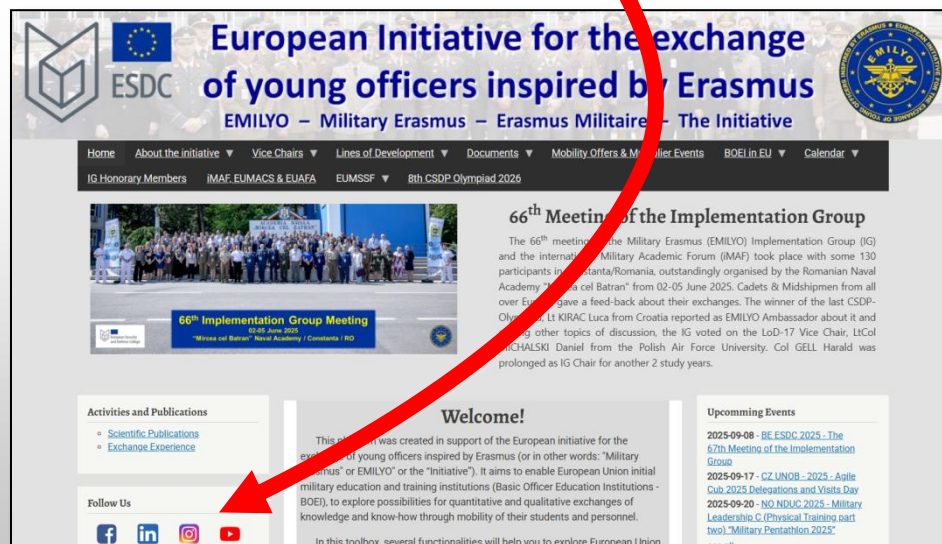 ESDC
European Initiative for the exchange
of young officers inspired by Erasmus
EMILYO – Military Erasmus – Erasmus Militaire – The Initiative
EMILYO
Home About the initiative Vice Chairs Lines of Development Documents Mobility Offers & Events BOEI in EU Calendar
IG Honorary Members iMAF, EUMACS & EUAFA EUMSSF 8th CSDP Olympiad 2026
66th Implementation Group Meeting
02-05 June 2025
"Mircea cel Batran" Naval Academy / Constanta / RO
66th Meeting of the Implementation Group
The 66th meeting the Military Erasmus (EMILYO) Implementation Group (IG)
and the Military Academic Forum (iMAF) took place with some 130
participants in Romania, outstandingly organised by the Romanian Naval
Academy cel Batran" from 02-05 June 2025. Cadets & Midshipmen from all
over gave a feed-back about their exchanges. The winner of the last CSDP-
Lt KIRAC Luca from Croatia reported as EMILYO Ambassador about it and
other topics of discussion, the IG voted on the LoD-17 Vice Chair, LtCol
MICHALSKI Daniel from the Polish Air Force University. Col GELL Harald was
prolonged as IG Chair for another 2 study years.
Activities and Publications
Scientific Publications
Exchange Experience
Follow Us
Welcome!
This was created in support of the European initiative for the
of young officers inspired by Erasmus (or in other words: "Military
or EMILYO" or the "Initiative"). It aims to enable European Union initial
military education and training institutions (Basic Officer Education Institutions -
BOEI), to explore possibilities for quantitative and qualitative exchanges of
knowledge and know-how through mobility of their students and personnel.
In this toolbox, several functionalities will help you to explore European Union
Upcomming Events
2025-09-08 - BE ESDC 2025 - The
67th Meeting of the Implementation
Group
2025-09-17 - CZ UNOB - 2025 - Agile
Cub 2025 Delegations and Visits Day
2025-09-20 - NO NDUC 2025 - Military
Leadership C (Physical Training part
two) "Military Pentathlon 2025"